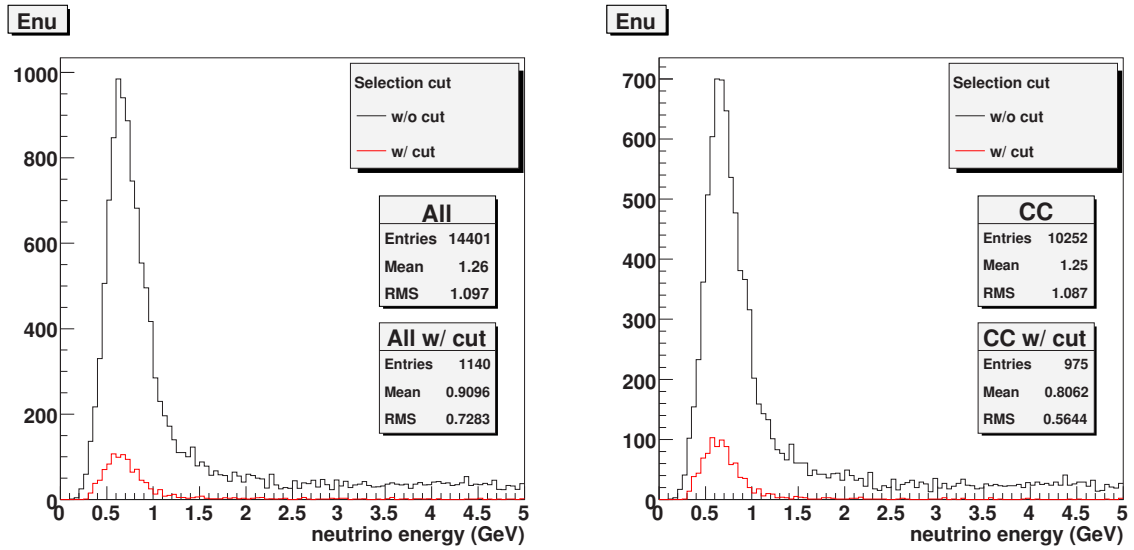 Enu
1000
800
600
400
200
0
0 0.5 1 1.5 2 2.5 3 3.5 4 4.5 5
neutrino energy (GeV)
Selection cut
w/o cut
w/ cut
All
Entries 14401
Mean 1.26
RMS 1.097
All w/ cut
Entries 1140
Mean 0.9096
RMS 0.7283
Enu
700
600
500
400
300
200
100
0
0 0.5 1 1.5 2 2.5 3 3.5 4 4.5 5
neutrino energy (GeV)
Selection cut
w/o cut
w/ cut
CC
Entries 10252
Mean 1.25
RMS 1.087
CC w/ cut
Entries 975
Mean 0.8062
RMS 0.5644